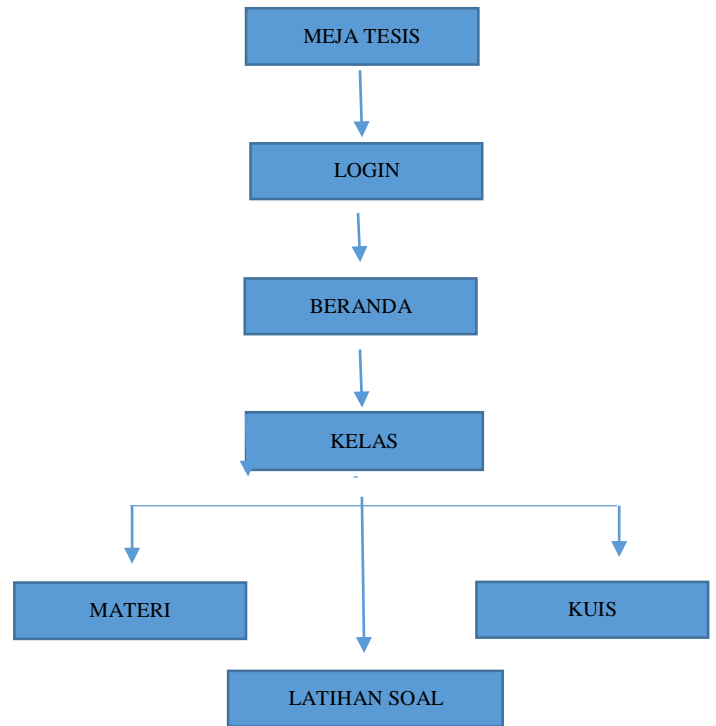 MEJA TESIS
LOGIN
BERANDA
KELAS
MATERI
KUIS
LATIHAN SOAL